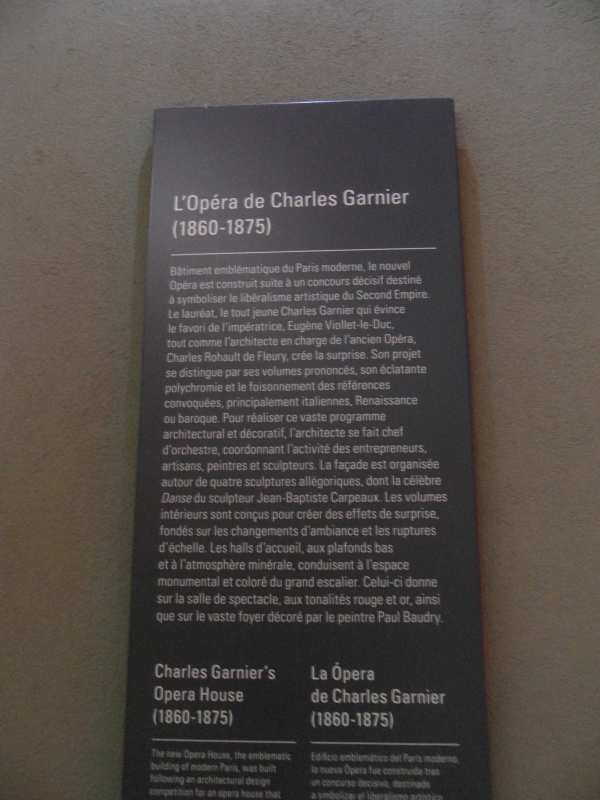 L'Opéra de Charles Garnier
(1860-1875)
Bâtiment emblématique du Paris moderne, le nouvel
Opéra est construit suite à un concours décisif destiné
à symboliser le libéralisme artistique du Second Empire.
Le lauréat, le tout jeune Charles Garnier qui évince
le favori de l'impératrice, Eugène Viollet-le-Duc,
tout comme l'architecte en charge de l'ancien Opéra,
Charles Rohault de Fleury, crée la surprise. Son projet
se distingue par ses volumes prononcés, son éclatante
polychromie et le foisonnement des références
convoquées, principalement italiennes, Renaissance
ou baroque. Pour réaliser ce vaste programme
architectural et décoratif, l'architecte se fait chef
d'orchestre, coordonnant l'activité des entrepreneurs,
artisans, peintres et sculpteurs. La façade est organisée
autour de quatre sculptures allégoriques, dont la célèbre
Danse du sculpteur Jean-Baptiste Carpeaux. Les volumes
intérieurs sont conçus pour créer des effets de surprise,
fondés sur les changements d'ambiance et les ruptures
d'échelle. Les halls d'accueil, aux plafonds bas
et à l'atmosphère minérale, conduisent à l'espace
monumental et coloré du grand escalier. Celui-ci donne
sur la salle de spectacle, aux tonalités rouge et or, ainsi
que sur le vaste foyer décoré par le peintre Paul Baudry.
Charles Garnier's
Opera House
(1860-1875)
The new Opera House, the emblematic
building of modern Paris, was built
following an architectural design
competition for an opera house that
La Ópera
de Charles Garnier
(1860-1875)
Edificio emblemático del París moderno,
la nueva Ópera fue construida tras
un concurso decisivo, destinado
a simbolizar el liberalismo artístico